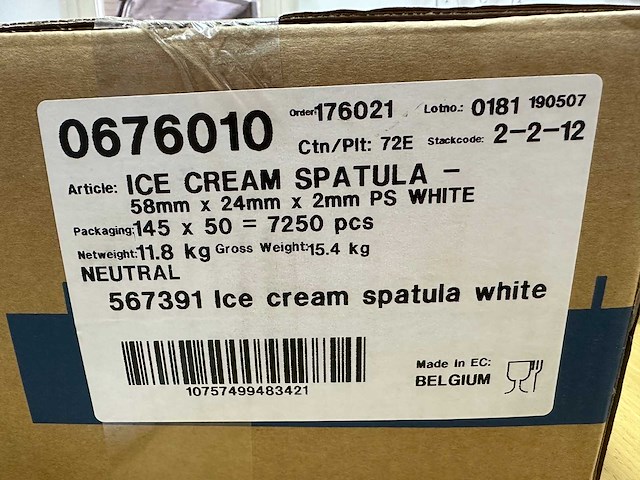 0676010 Order: 176021 Lotno.: 0181 190507
Ctn/Plt: 72E Stackcode: 2-2-12
Article: ICE CREAM SPATULA -
58mm x 24mm x 2mm PS WHITE
Packaging: 145 x 50 = 7250 pcs
Netweight: 11.8 kg Gross Weight: 15.4 kg
NEUTRAL
567391 Ice cream spatula white
Made in EC:
BELGIUM
10757499483421